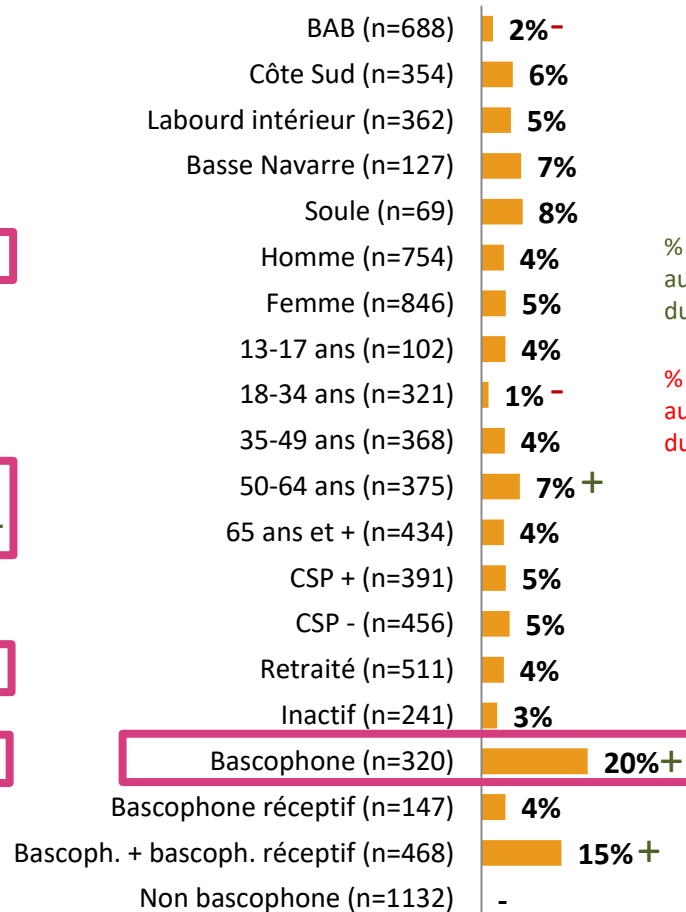 BAB (n=688) 2% -
Côte Sud (n=354) 6%
Labourd intérieur (n=362) 5%
Basse Navarre (n=127) 7%
Soule (n=69) 8%
Homme (n=754) 4%
%
au
du
Femme (n=846) 5%
13-17 ans (n=102) 4%
18-34 ans (n=321) 1% -
%
au
du
35-49 ans (n=368) 4%
50-64 ans (n=375) 7% +
65 ans et + (n=434) 4%
CSP + (n=391) 5%
CSP - (n=456) 5%
Retraité (n=511) 4%
Inactif (n=241) 3%
Bascophone (n=320) 20% +
Bascophone réceptif (n=147) 4%
Bascoph. + bascoph. réceptif (n=468) 15% +
Non bascophone (n=1132) -